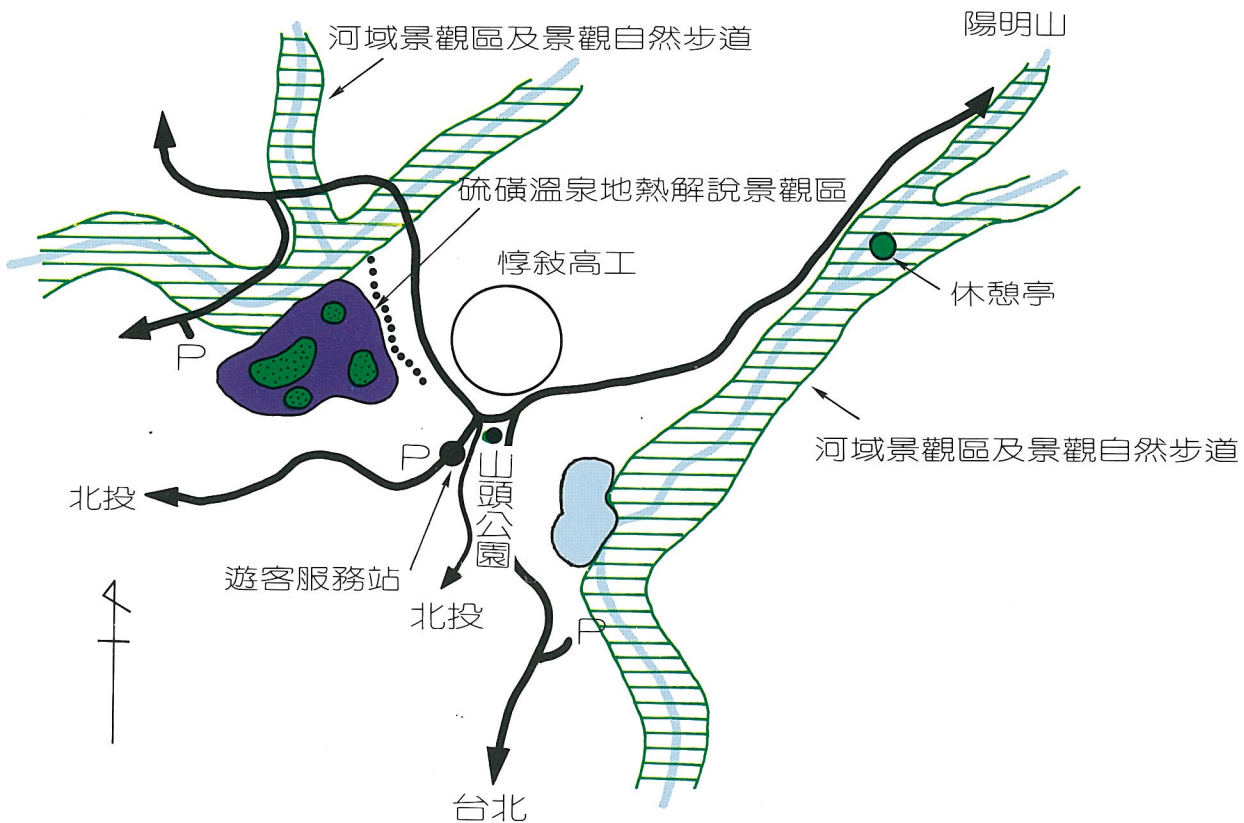 陽明山
河域景觀區及景觀自然步道
硫磺溫泉地熱解說景觀區
惇敍高工
休憩亭
P
河域景觀區及景觀自然步道
P
北投
山頭公園
遊客服務站
北投
P
台北